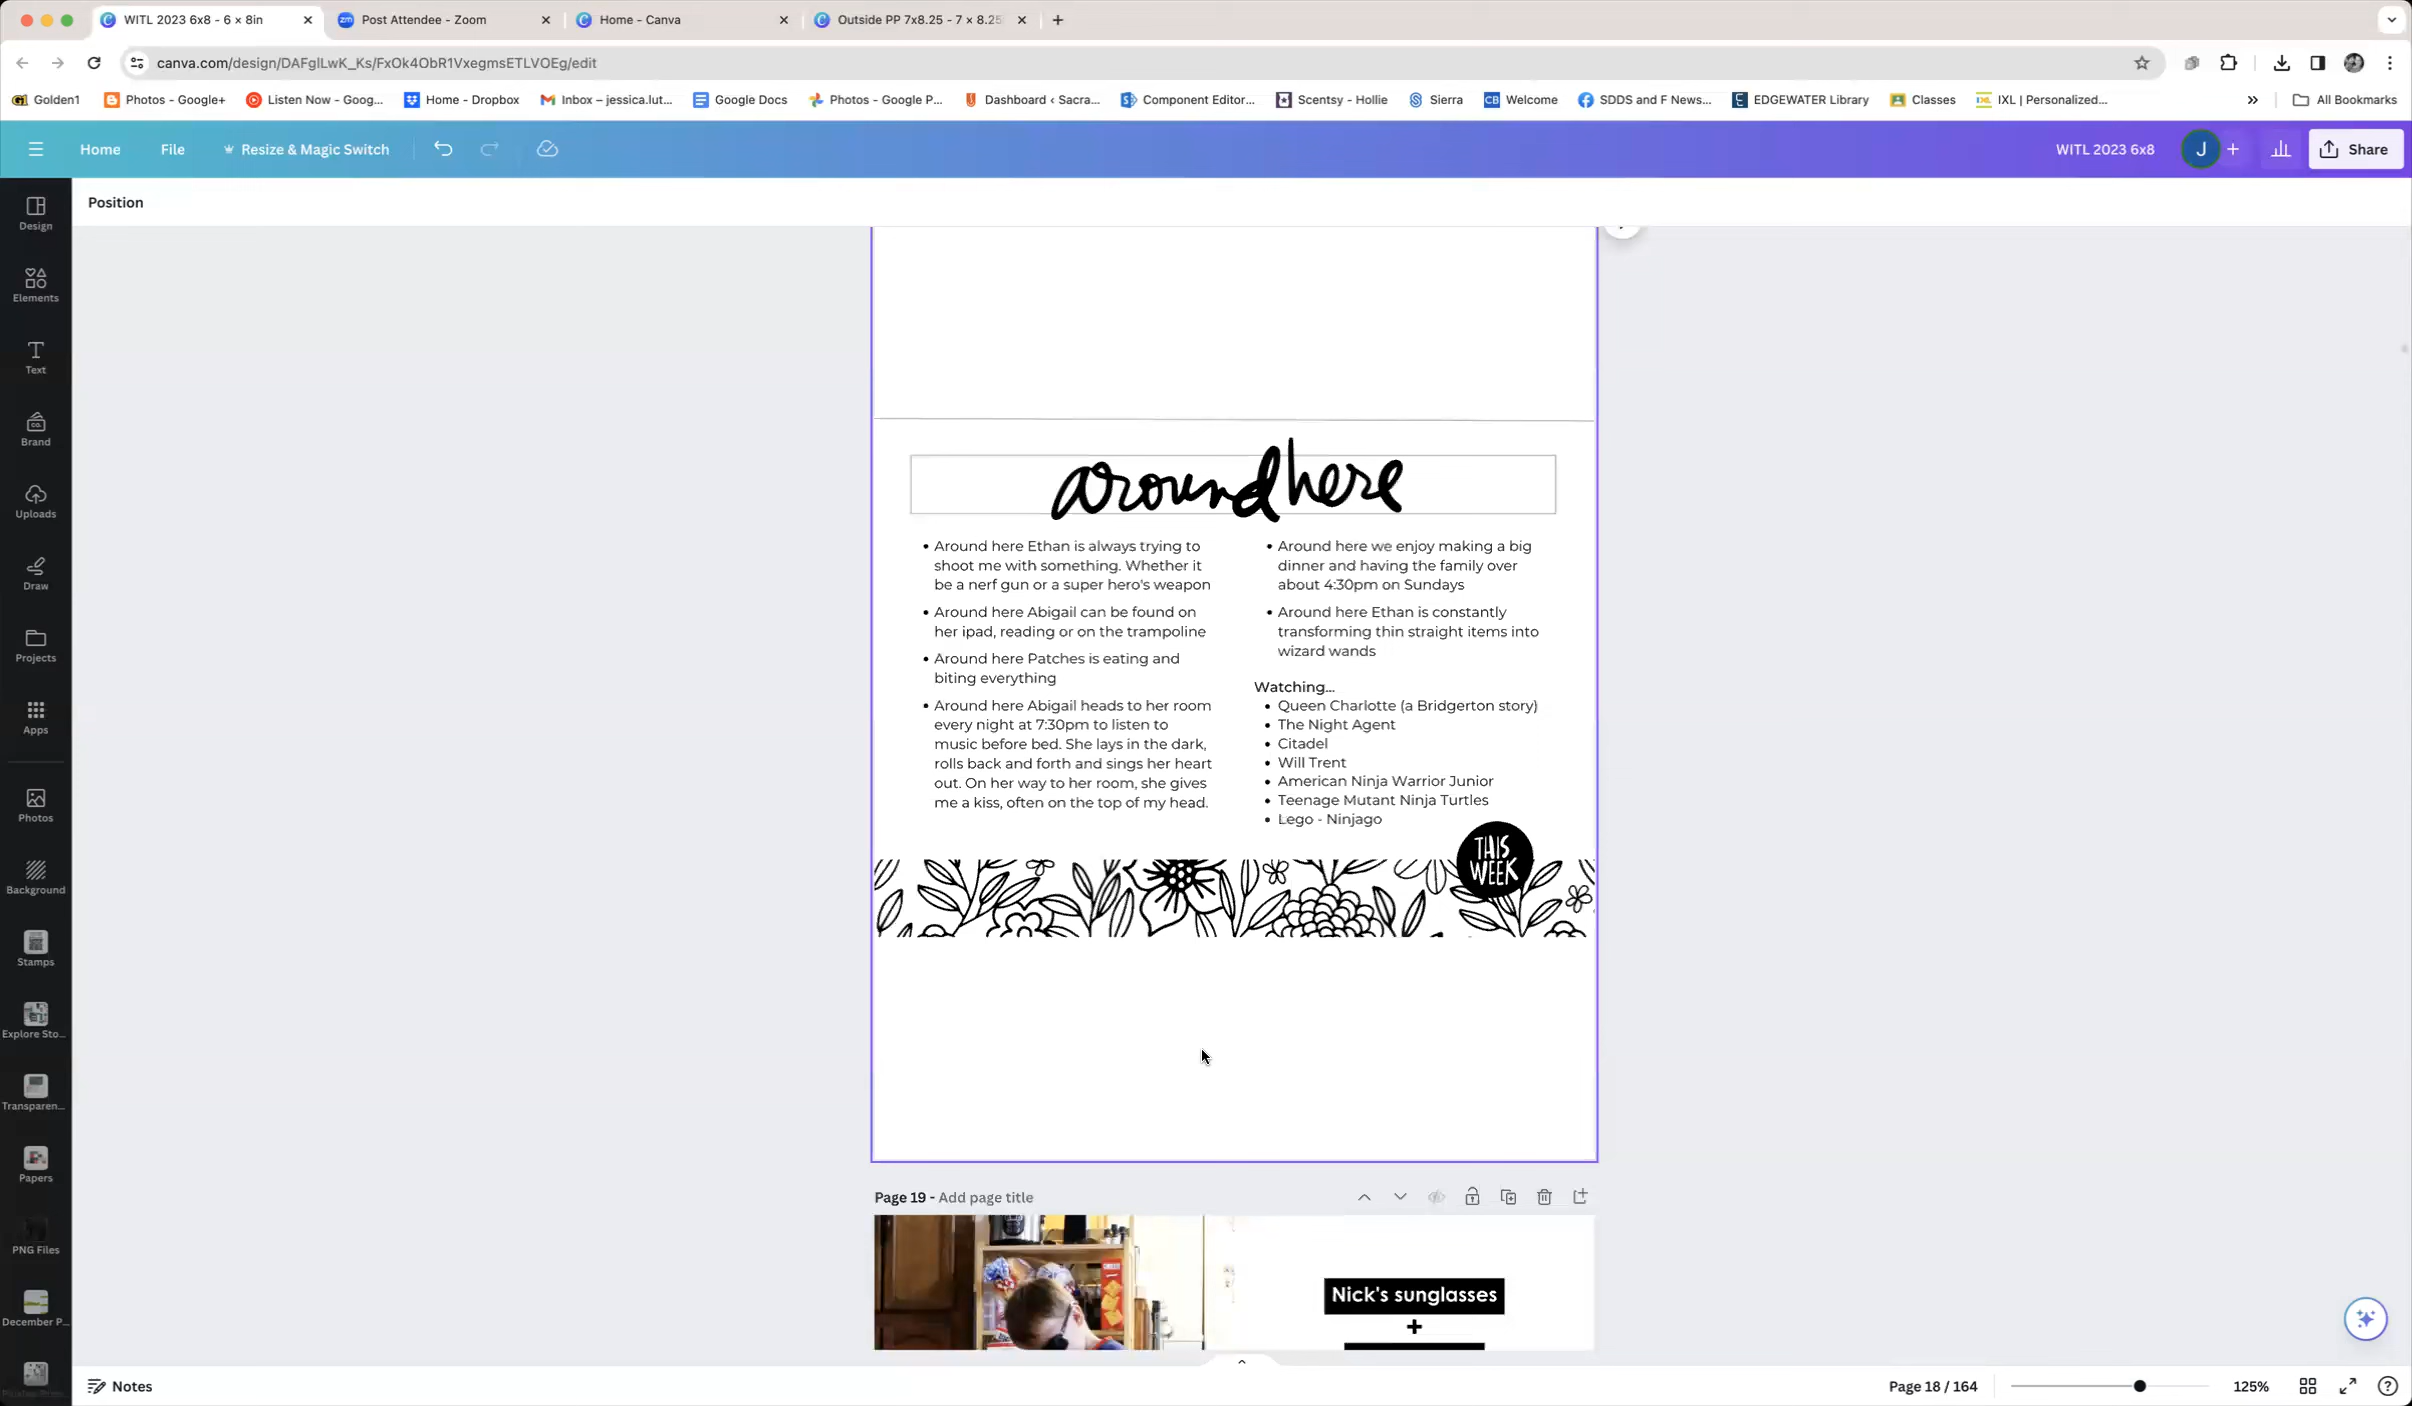 WITL 2023 6x8 - 6 × 8in
Post Attendee - Zoom
Home - Canva
Outside PP 7x8.25 - 7 × 8.25
canva.com/design/DAFglLwK_Ks/FxOk4ObR1VxegmsETLVOEg/edit
Golden1
Photos - Google+
Listen Now - Goog...
Home - Dropbox
Inbox – jessica.lut...
Google Docs
Photos - Google P...
Dashboard ‹ Sacra...
Component Editor...
Scentsy - Hollie
Sierra
Welcome
SDDS and F News...
EDGEWATER Library
Classes
IXL | Personalized...
All Bookmarks
Home
File
Resize & Magic Switch
WITL 2023 6x8
J
Share
Position
Design
Elements
Text
Brand
Uploads
Draw
Projects
Apps
Photos
Background
Stamps
Explore Sto...
Transparen...
Papers
PNG Files
December P...
around here
• Around here Ethan is always trying to
shoot me with something. Whether it
be a nerf gun or a super hero's weapon
• Around here Abigail can be found on
her ipad, reading or on the trampoline
• Around here Patches is eating and
biting everything
• Around here Abigail heads to her room
every night at 7:30pm to listen to
music before bed. She lays in the dark,
rolls back and forth and sings her heart
out. On her way to her room, she gives
me a kiss, often on the top of my head.
• Around here we enjoy making a big
dinner and having the family over
about 4:30pm on Sundays
• Around here Ethan is constantly
transforming thin straight items into
wizard wands
Watching...
• Queen Charlotte (a Bridgerton story)
• The Night Agent
• Citadel
• Will Trent
• American Ninja Warrior Junior
• Teenage Mutant Ninja Turtles
• Lego - Ninjago
THIS
WEEK
Page 19 - Add page title
Nick's sunglasses
+
Notes
Page 18 / 164
125%